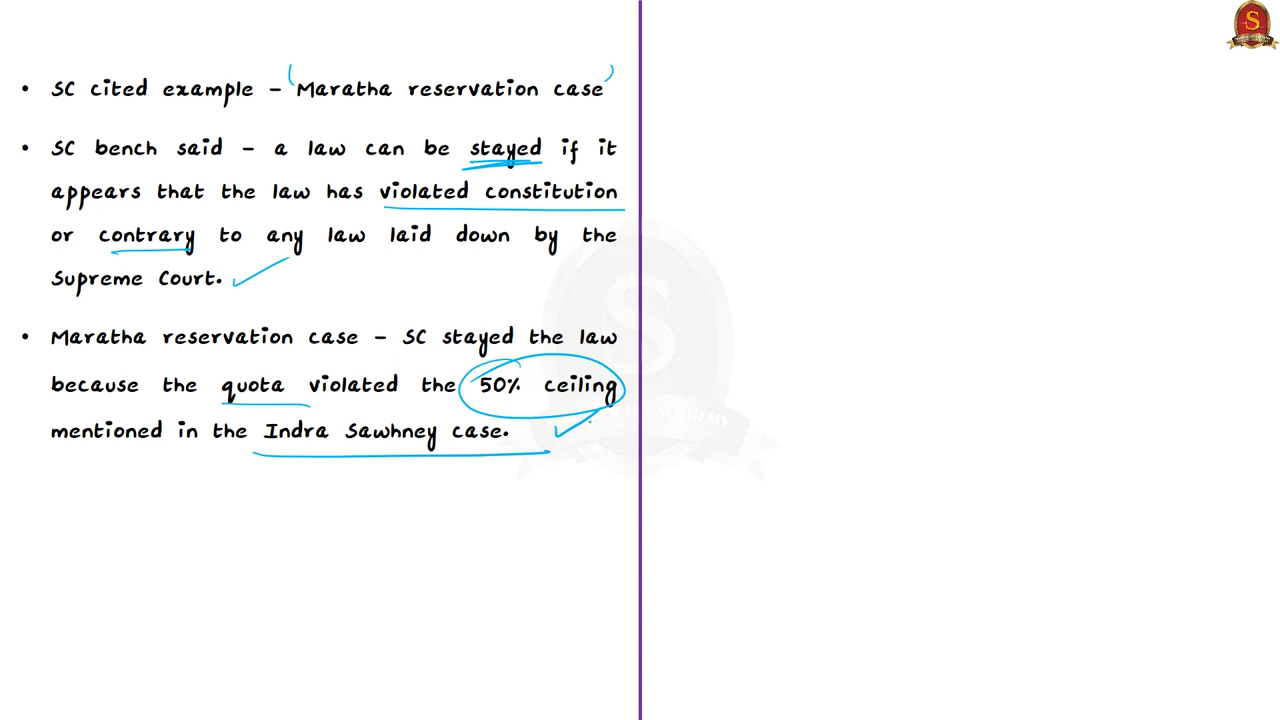 • SC cited example – Maratha reservation case
• SC bench said – a law can be stayed if it
appears that the law has violated constitution
or contrary to any law laid down by the
Supreme Court.
• Maratha reservation case – SC stayed the law
because the quota violated the 50% ceiling
mentioned in the Indra Sawhney case.